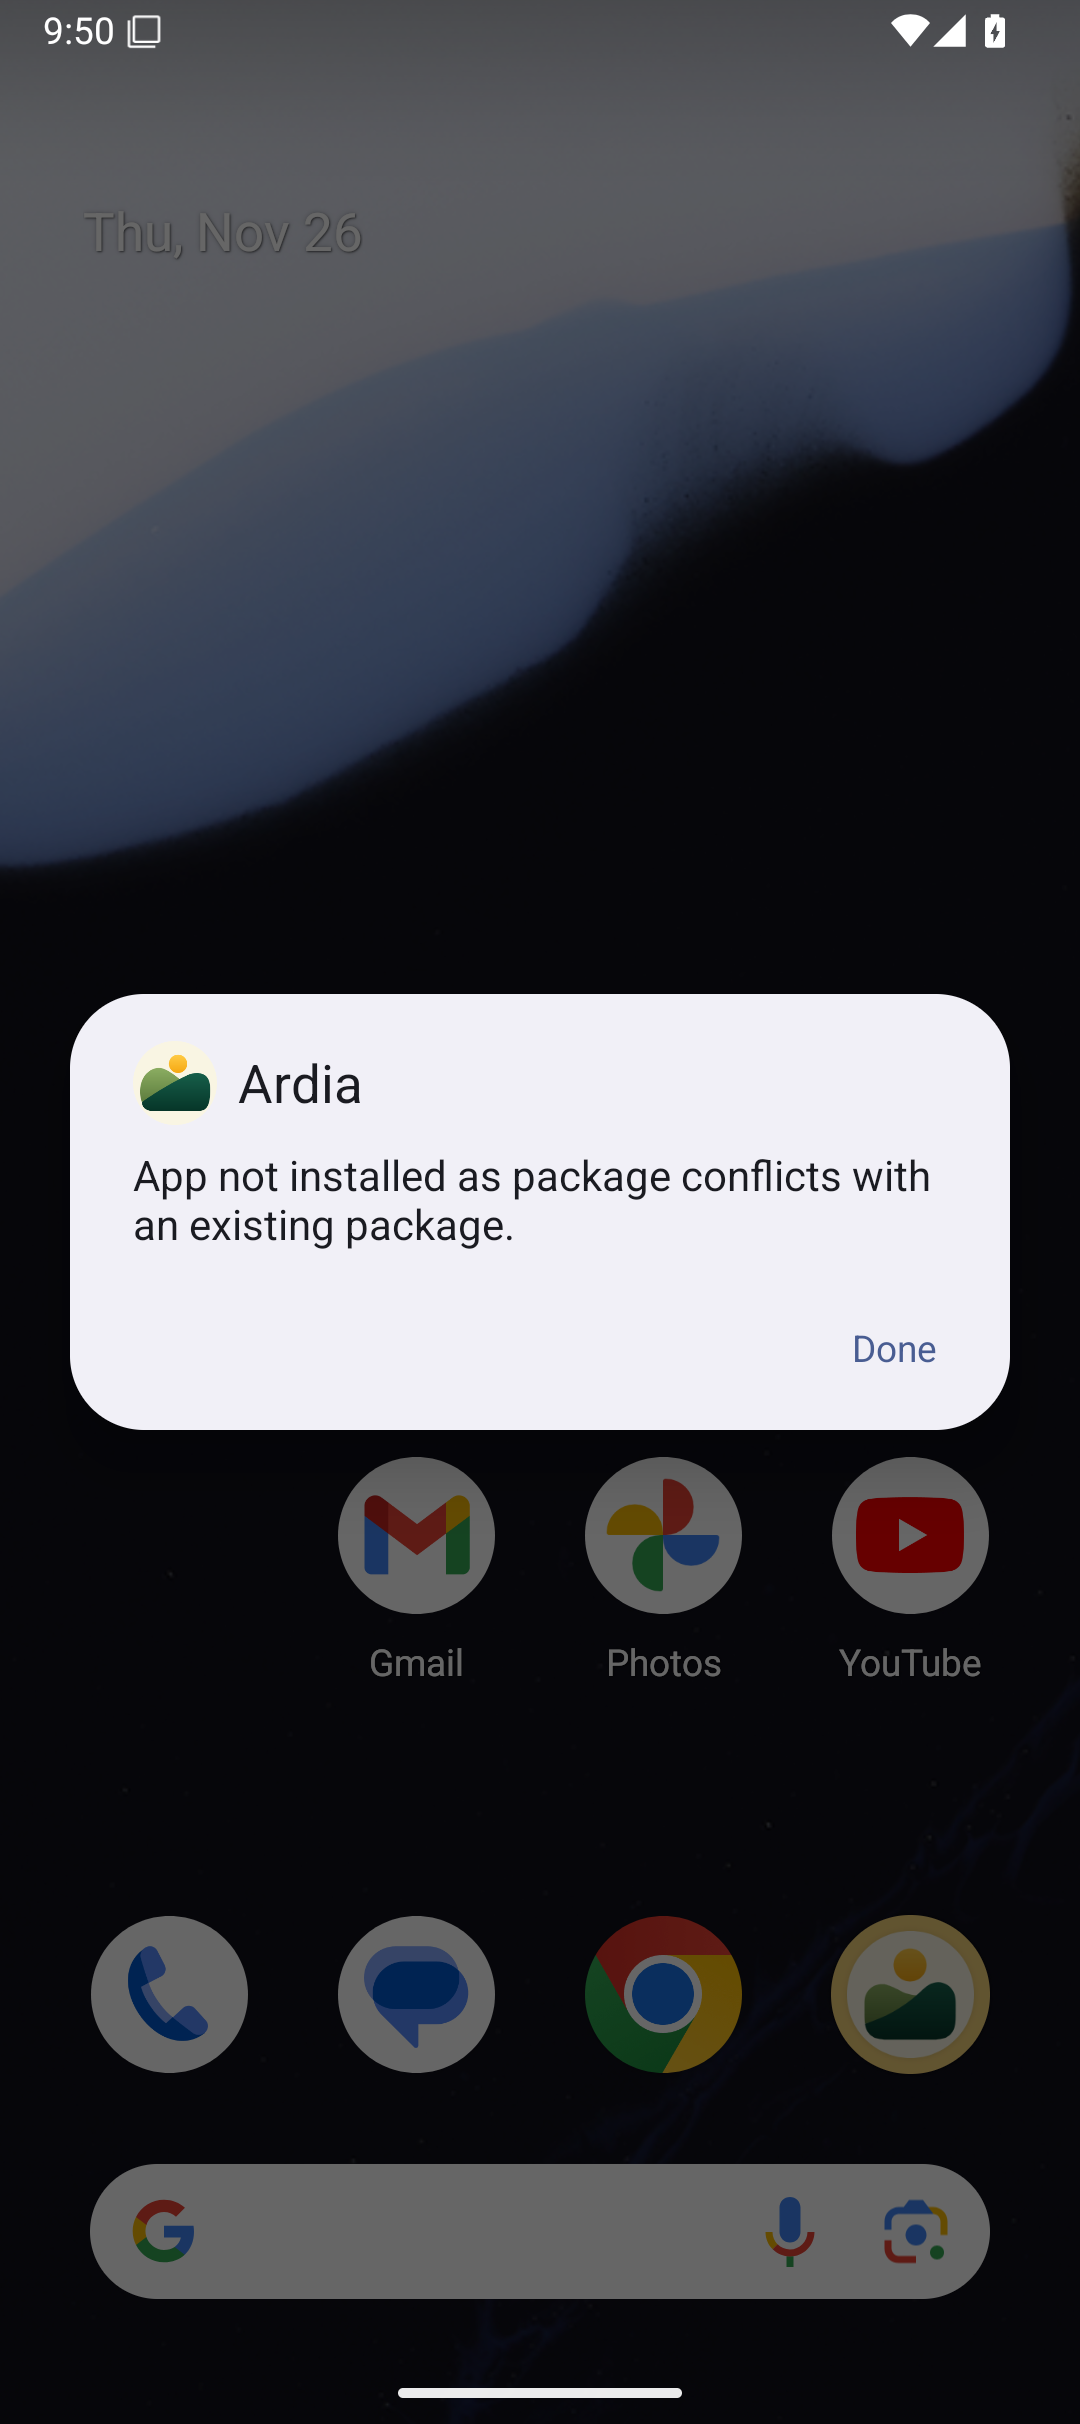 9:50
Thu, Nov 26
Ardia
App not installed as package conflicts with
an existing package.
Done
Gmail
Photos
YouTube